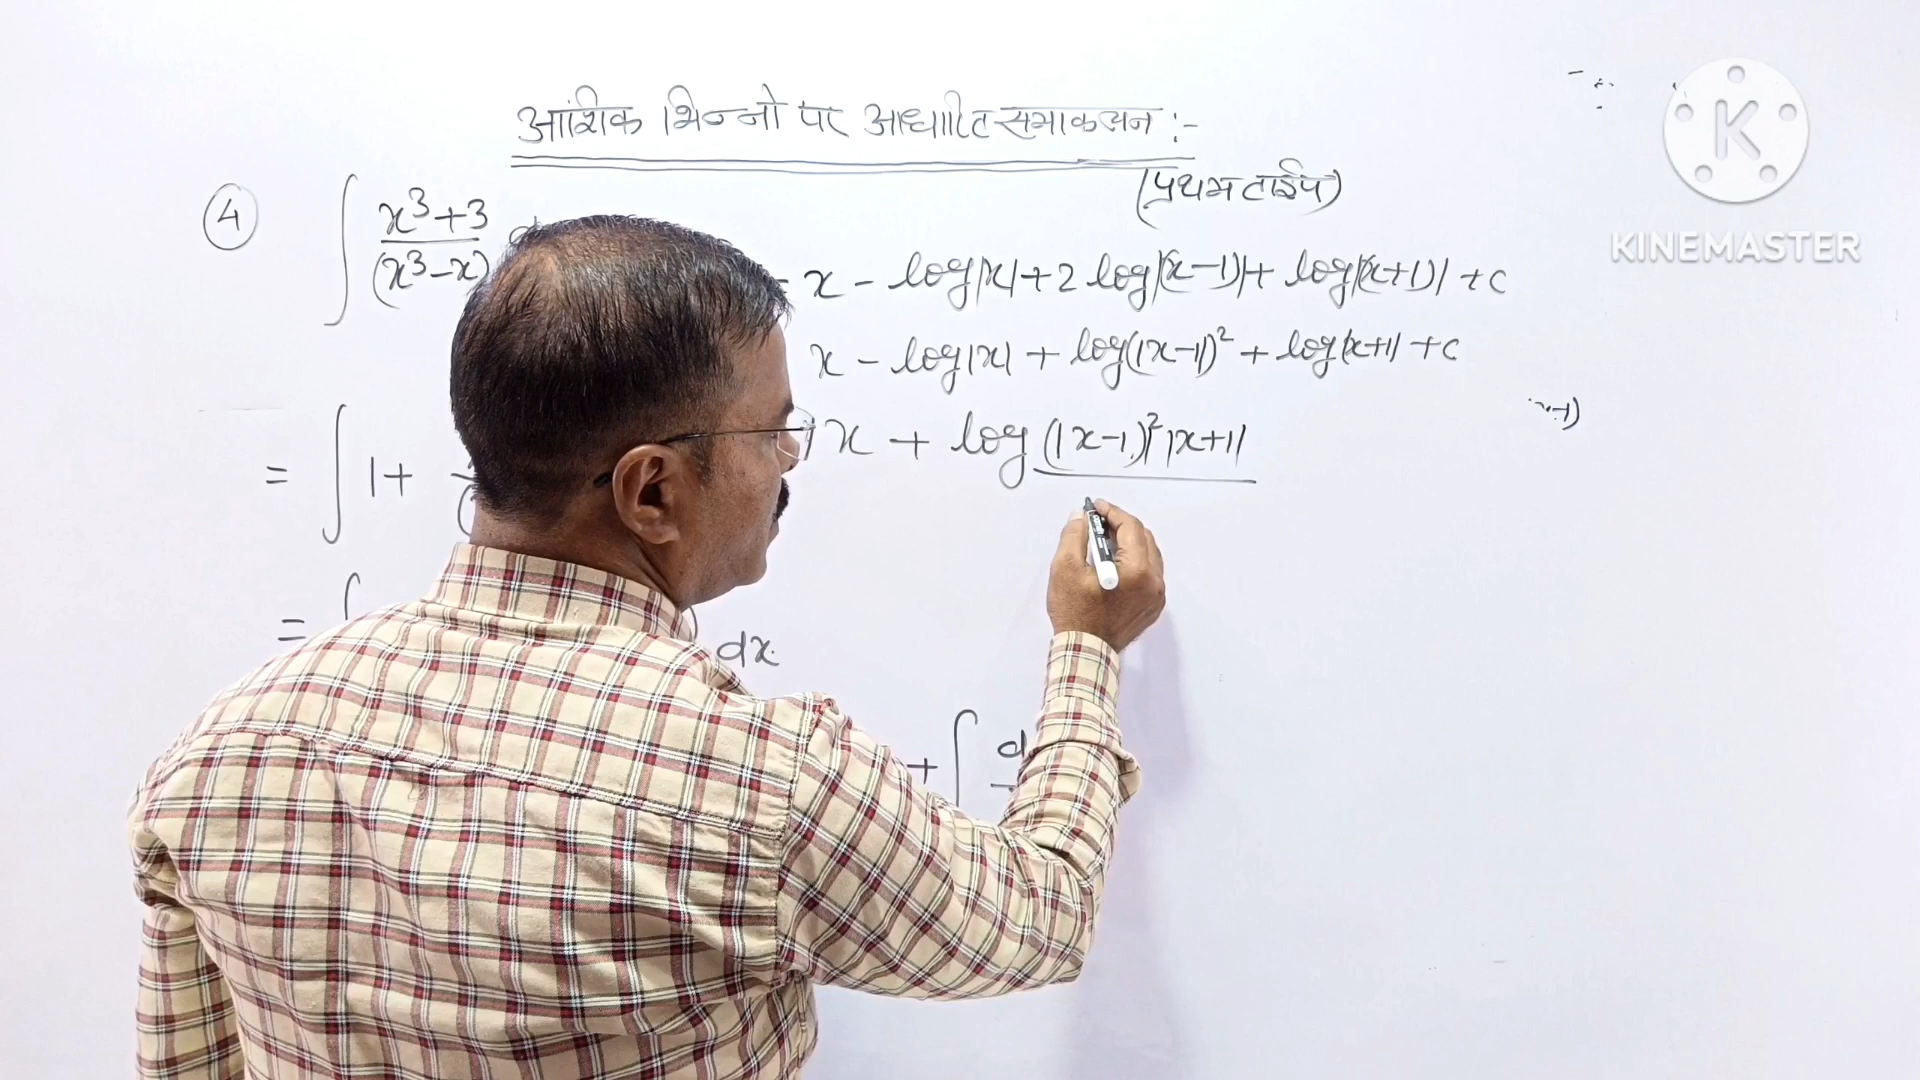 आंशिक भिन्नो पर आधारित समाकलन :-
(प्रथम टाईप)
④ ∫ x³+3 / (x³-x)
= x - log|x| + 2 log|(x-1)| + log|(x+1)| + c
x - log|x| + log(|x-1|)² + log|x+1| + c
x + log (|x-1|)² |x+1|
= ∫ 1 +
= ∫ dx
+ ∫
K
KINEMASTER